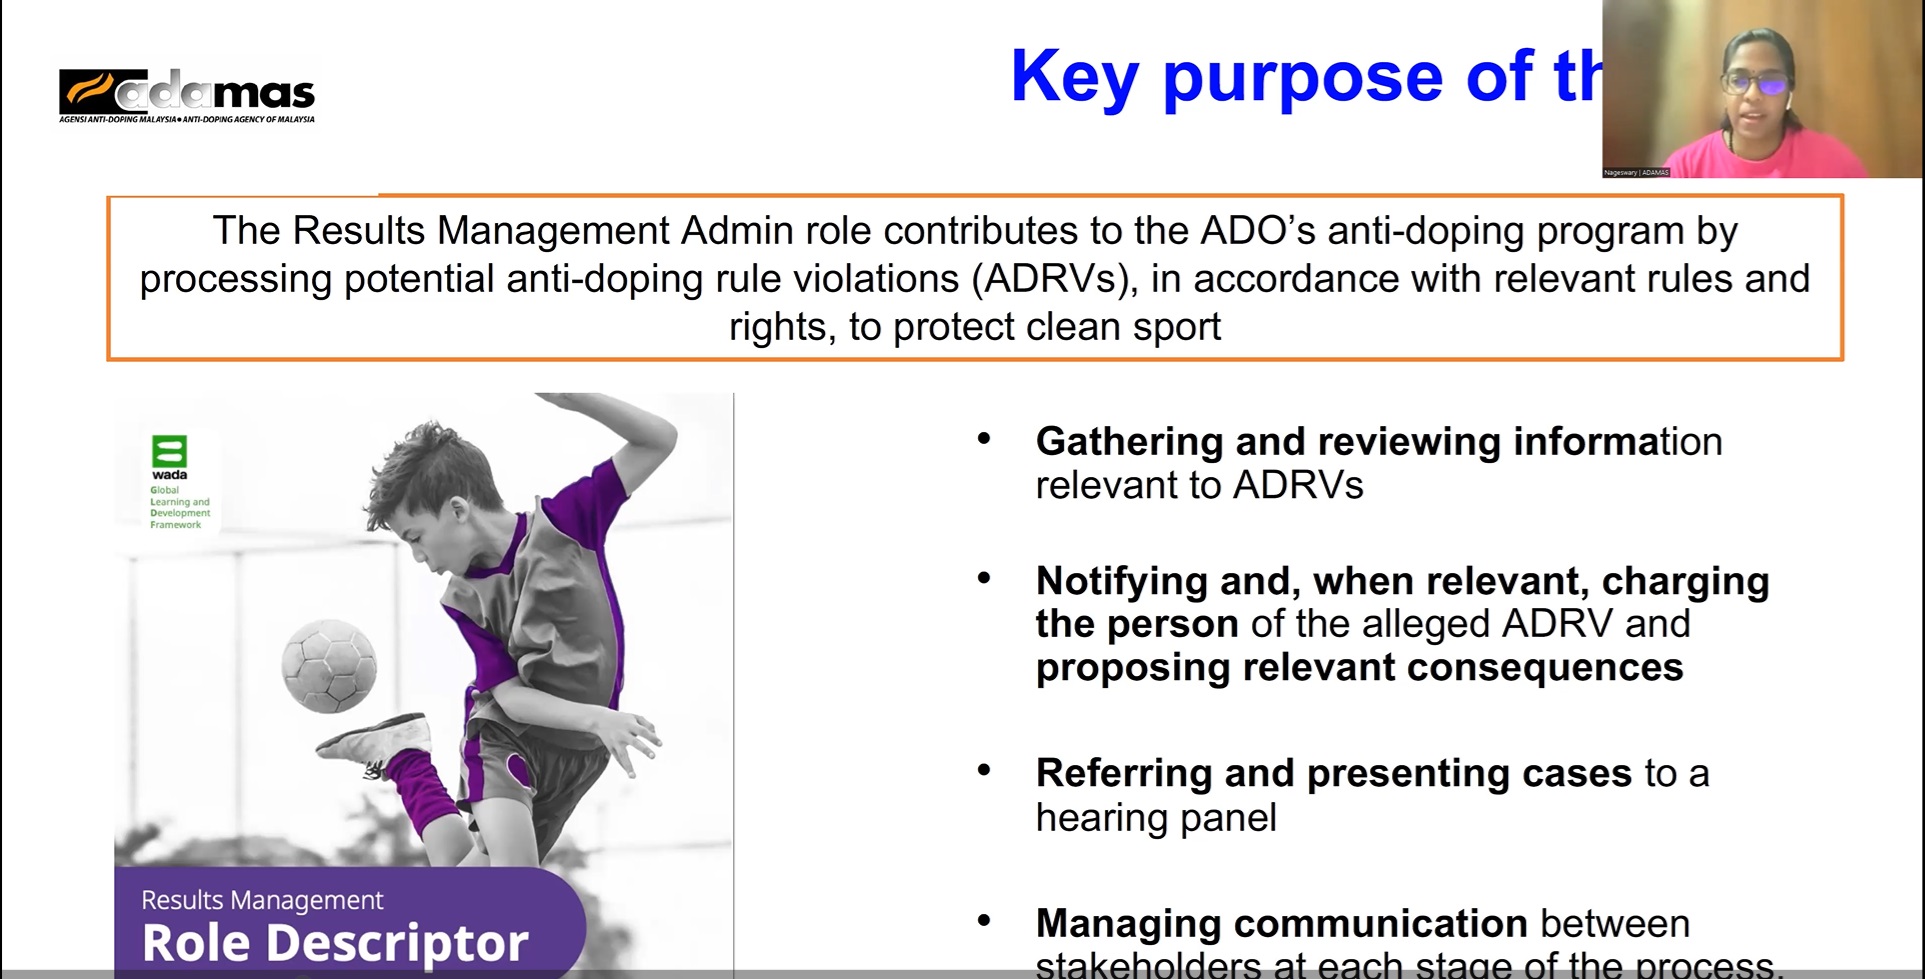 adamas
AGENSI ANTI-DOPING MALAYSIA● ANTI-DOPING AGENCY OF MALAYSIA
Key purpose of th
Nageswary | ADAMAS
The Results Management Admin role contributes to the ADO’s anti-doping program by
processing potential anti-doping rule violations (ADRVs), in accordance with relevant rules and
rights, to protect clean sport
wada
Global
Learning and
Development
Framework
Results Management
Role Descriptor
• Gathering and reviewing information
relevant to ADRVs
• Notifying and, when relevant, charging
the person of the alleged ADRV and
proposing relevant consequences
• Referring and presenting cases to a
hearing panel
• Managing communication between
stakeholders at each stage of the process.